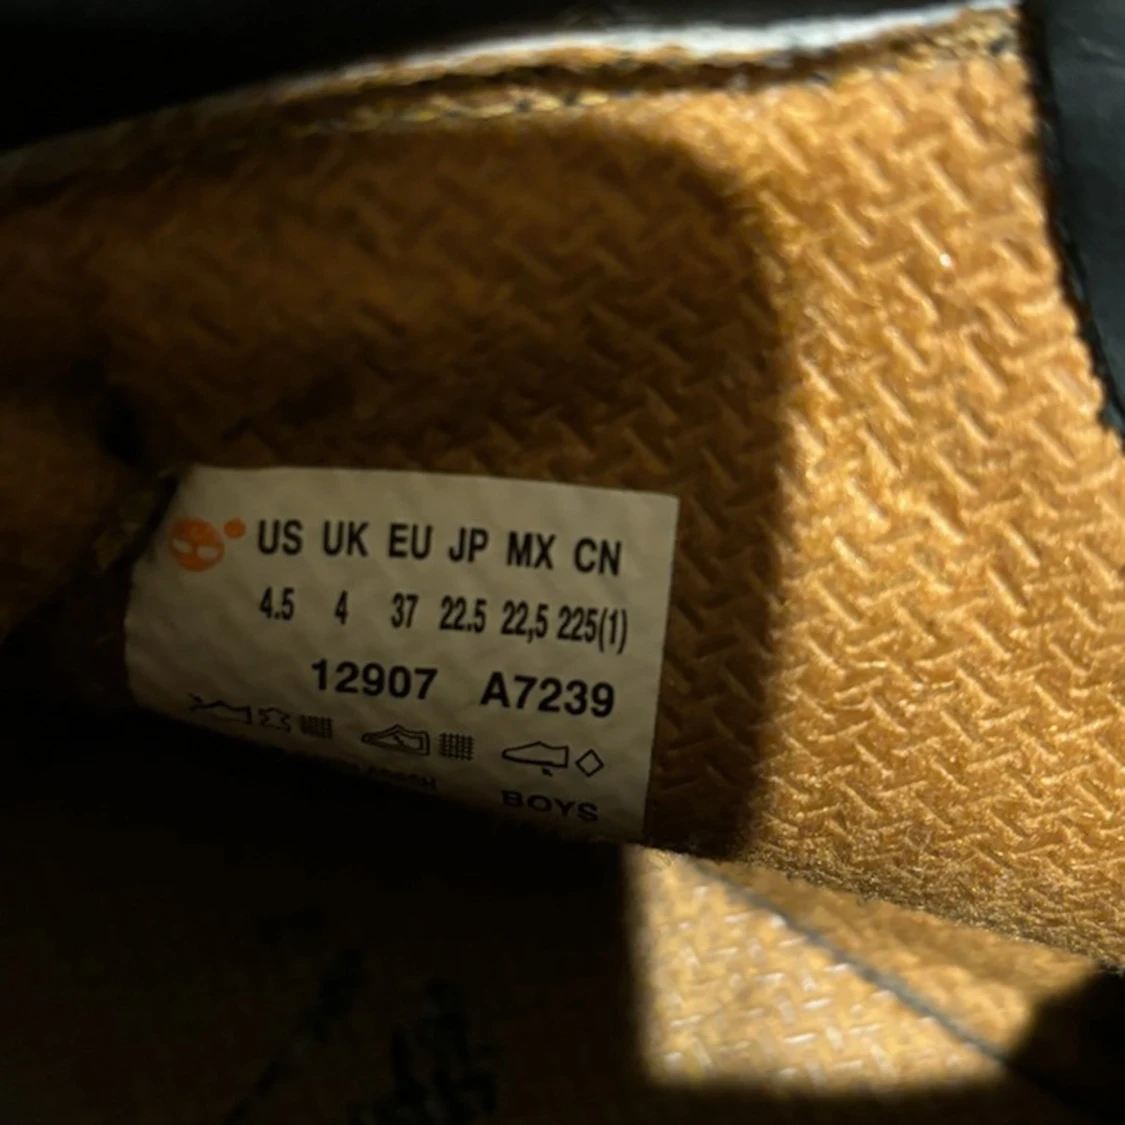 US UK EU JP MX CN
4.5 4 37 22.5 22,5 225(1)
12907 A7239
BOYS